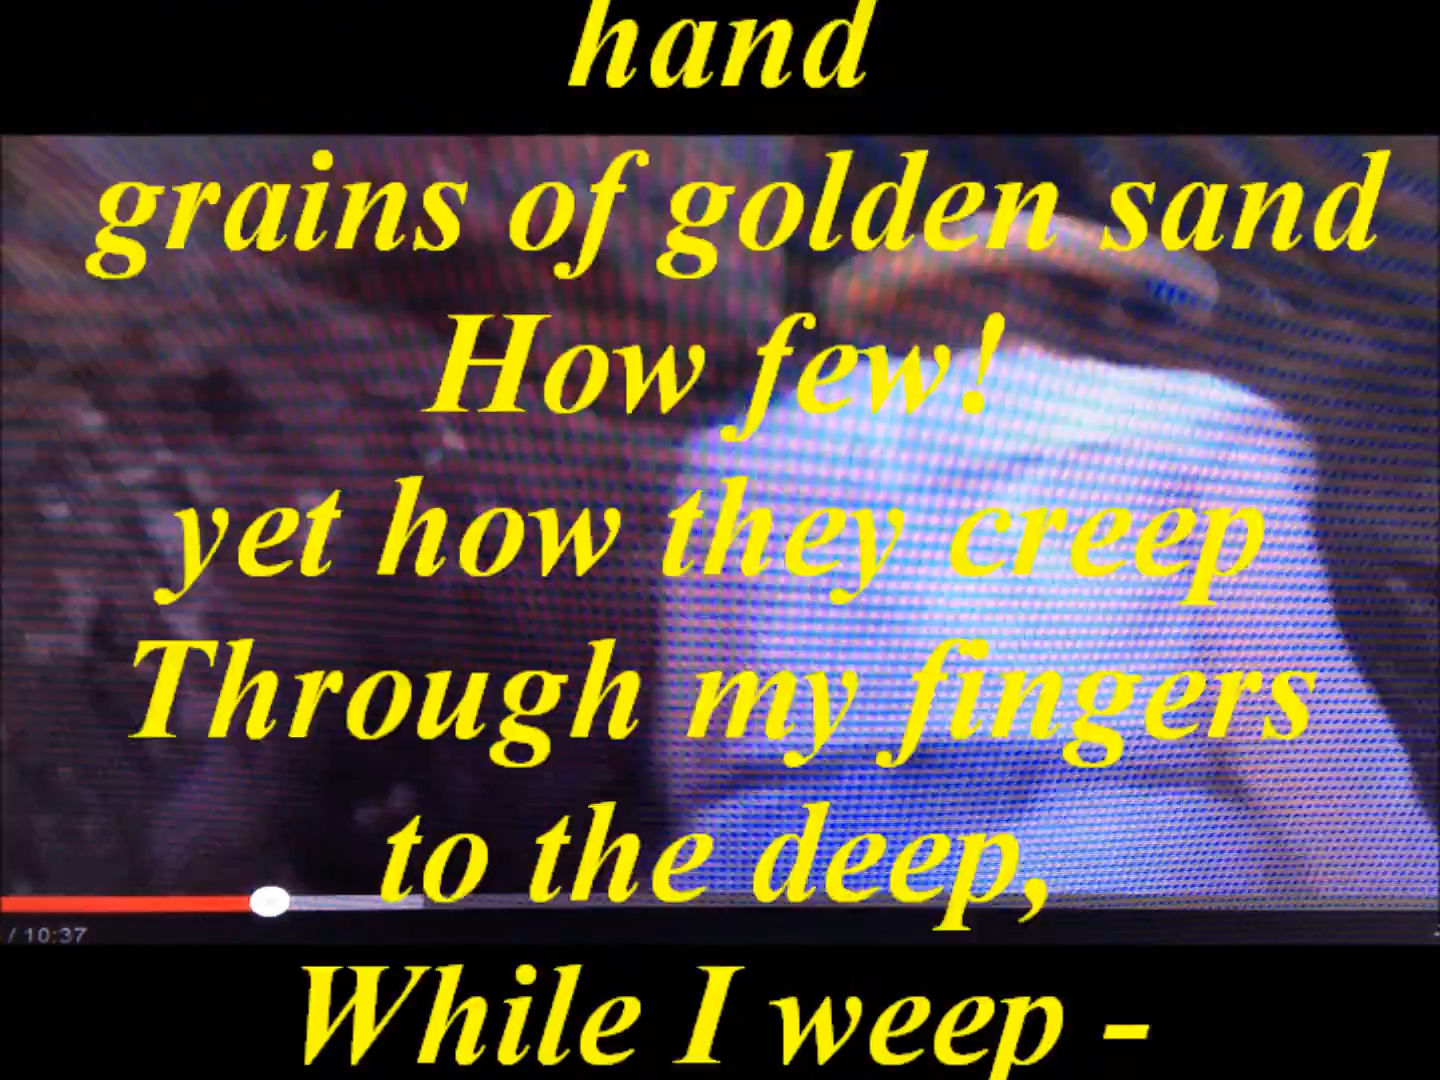 hand
grains of golden sand
How few!
yet how they creep
Through my fingers
to the deep,
While I weep -
/ 10:37